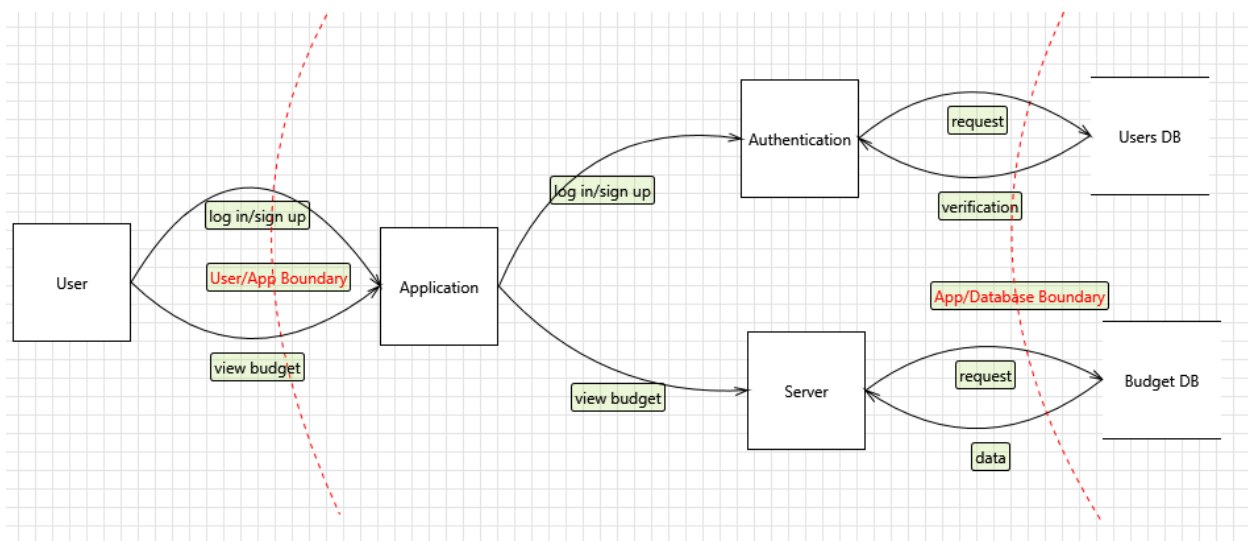 Authentication
request
Users DB
log in/sign up
verification
log in/sign up
User
User/App Boundary
Application
App/Database Boundary
view budget
view budget
Server
request
Budget DB
data